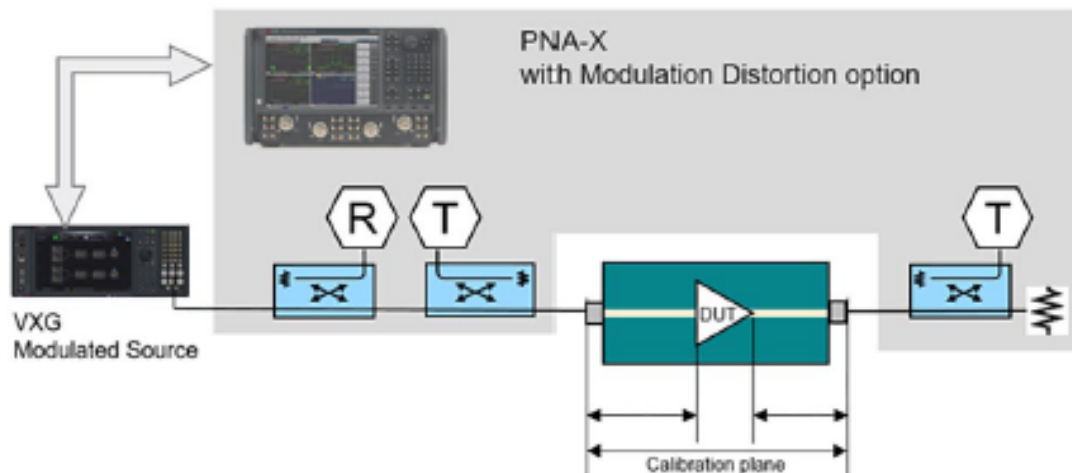 PNA-X
with Modulation Distortion option
R
T
T
VXG
Modulated Source
DUT
Calibration plane